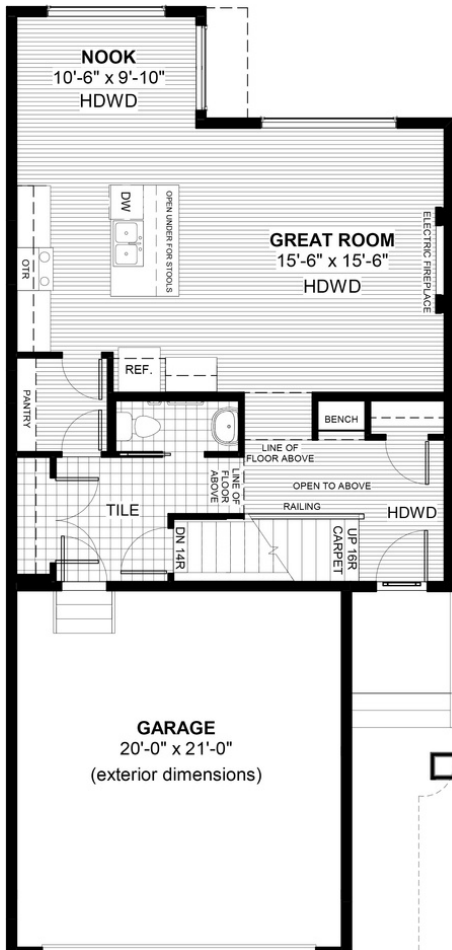 NOOK
10'-6" x 9'-10"
HDWD
DW
OPEN UNDER FOR STOOLS
OTR
GREAT ROOM
15'-6" x 15'-6"
HDWD
ELECTRIC FIREPLACE
REF.
PANTRY
BENCH
LINE OF
FLOOR ABOVE
LINE OF
FLOOR
ABOVE
OPEN TO ABOVE
RAILING
TILE
HDWD
DN 14R
UP 16R
CARPET
GARAGE
20'-0" x 21'-0"
(exterior dimensions)